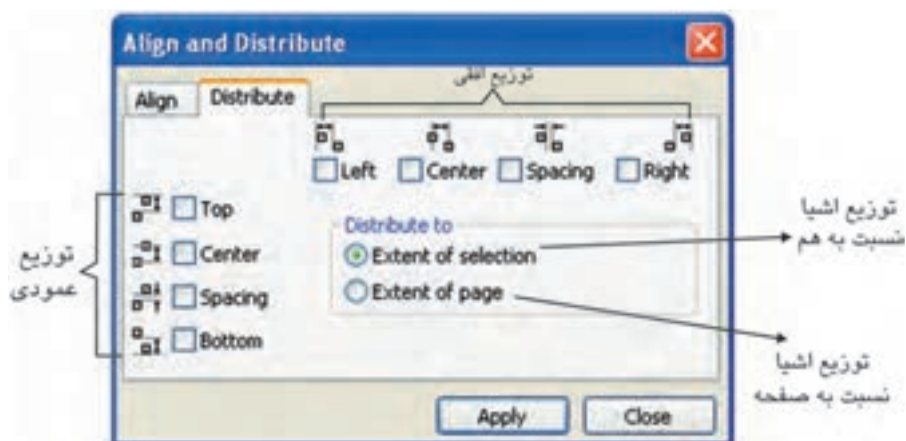 Align and Distribute
Align
Distribute
توزیع افقی
Left
Center
Spacing
Right
توزیع
عمودی
Top
Center
Spacing
Bottom
Distribute to
Extent of selection
Extent of page
توزیع اشیا
نسبت به هم
توزیع اشیا
نسبت به صفحه
Apply
Close